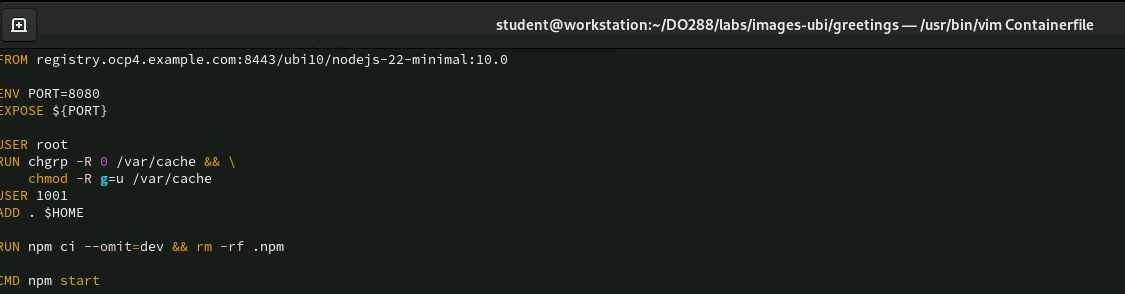 student@workstation:~/DO288/labs/images-ubi/greetings — /usr/bin/vim Containerfile
FROM registry.ocp4.example.com:8443/ubi10/nodejs-22-minimal:10.0
ENV PORT=8080
EXPOSE ${PORT}
USER root
RUN chgrp -R 0 /var/cache && \
    chmod -R g=u /var/cache
USER 1001
ADD . $HOME
RUN npm ci --omit=dev && rm -rf .npm
CMD npm start